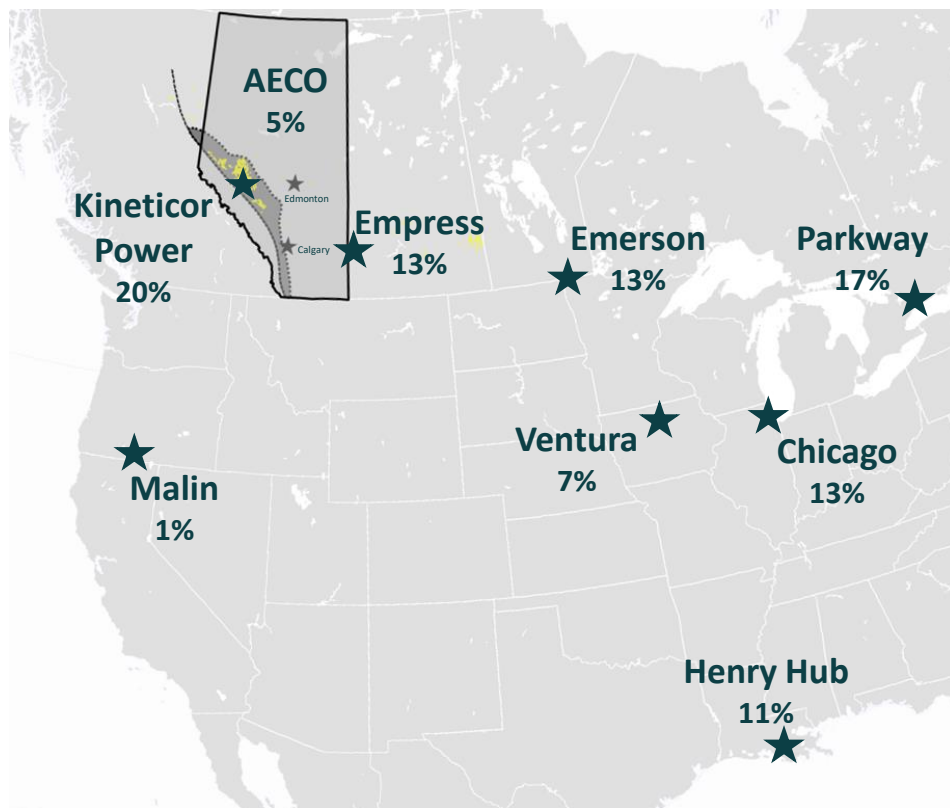 AECO
5%
Kineticor
Power
20%
Edmonton
Calgary
Empress
13%
Emerson
13%
Parkway
17%
Malin
1%
Ventura
7%
Chicago
13%
Henry Hub
11%